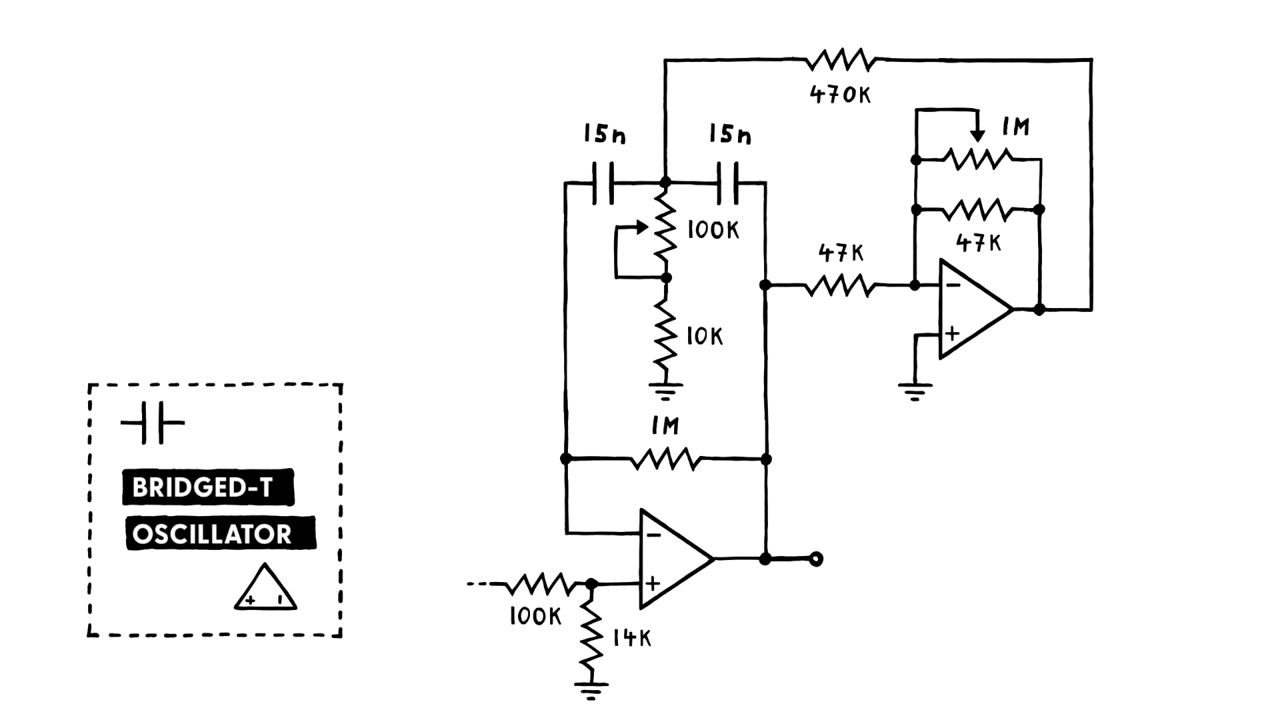 470K
1M
15n 15n
100K
47K
47K
-
+
10K
1M
-
+
100K
14K
BRIDGED-T
OSCILLATOR
+ -